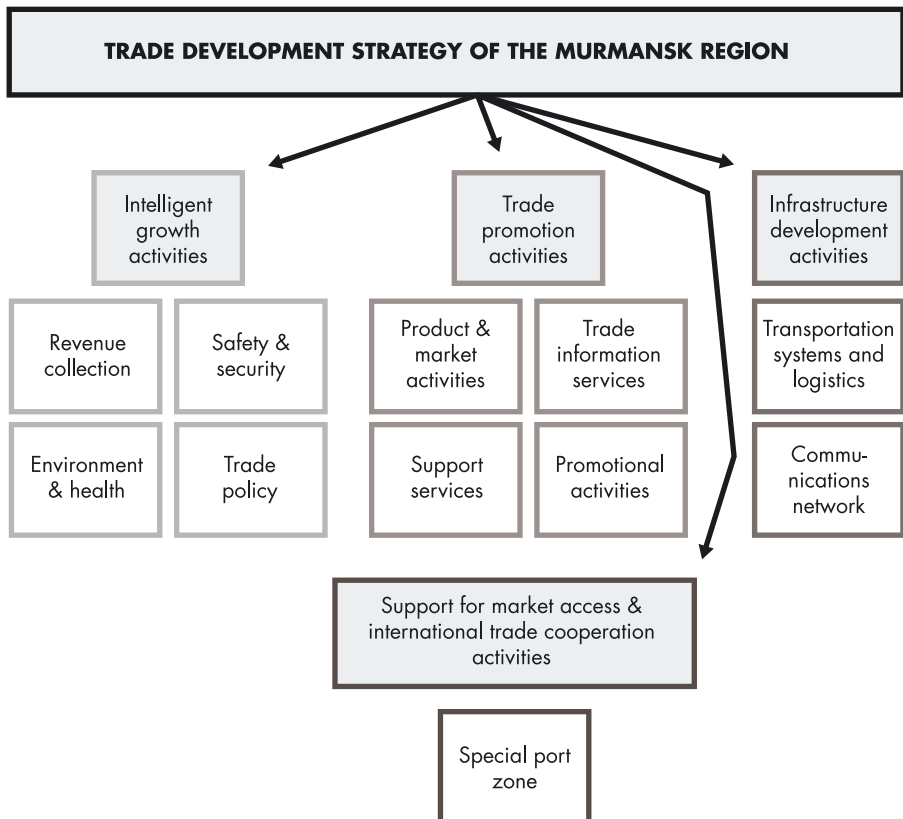 TRADE DEVELOPMENT STRATEGY OF THE MURMANSK REGION
Intelligent
growth
activities
Revenue
collection
Safety &
security
Environment
& health
Trade
policy
Trade
promotion
activities
Product &
market
activities
Trade
information
services
Support
services
Promotional
activities
Infrastructure
development
activities
Transportation
systems and
logistics
Commu-
nications
network
Support for market access &
international trade cooperation
activities
Special port
zone